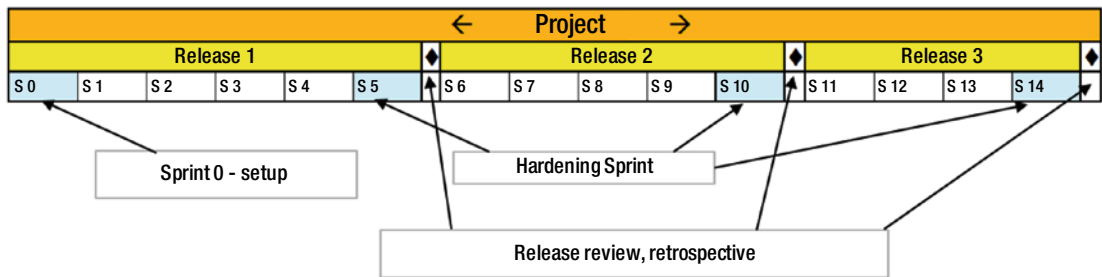 ← Project →
Release 1 ♦ Release 2 ♦ Release 3 ♦
S 0 S 1 S 2 S 3 S 4 S 5 S 6 S 7 S 8 S 9 S 10 S 11 S 12 S 13 S 14
Sprint 0 - setup
Hardening Sprint
Release review, retrospective